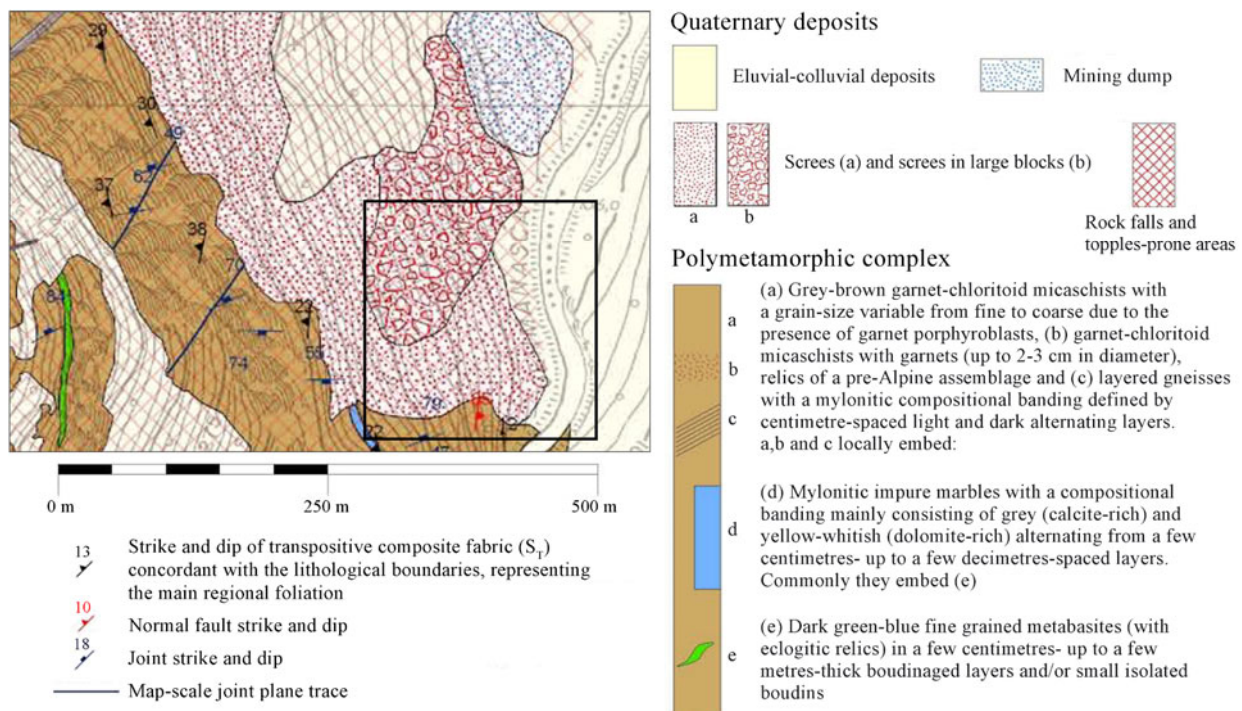 29
30
49
62
37
38
70
84
22
55
74
79
22
12
0 m
250 m
500 m
13
Strike and dip of transpositive composite fabric (ST)
concordant with the lithological boundaries, representing
the main regional foliation
10
Normal fault strike and dip
18
Joint strike and dip
Map-scale joint plane trace
Quaternary deposits
Eluvial-colluvial deposits
Mining dump
Screes (a) and screes in large blocks (b)
a
b
Rock falls and
topples-prone areas
Polymetamorphic complex
a
b
c
(a) Grey-brown garnet-chloritoid micaschists with
a grain-size variable from fine to coarse due to the
presence of garnet porphyroblasts, (b) garnet-chloritoid
micaschists with garnets (up to 2-3 cm in diameter),
relics of a pre-Alpine assemblage and (c) layered gneisses
with a mylonitic compositional banding defined by
centimetre-spaced light and dark alternating layers.
a,b and c locally embed:
d
(d) Mylonitic impure marbles with a compositional
banding mainly consisting of grey (calcite-rich) and
yellow-whitish (dolomite-rich) alternating from a few
centimetres- up to a few decimetres-spaced layers.
Commonly they embed (e)
e
(e) Dark green-blue fine grained metabasites (with
eclogitic relics) in a few centimetres- up to a few
metres-thick boudinaged layers and/or small isolated
boudins